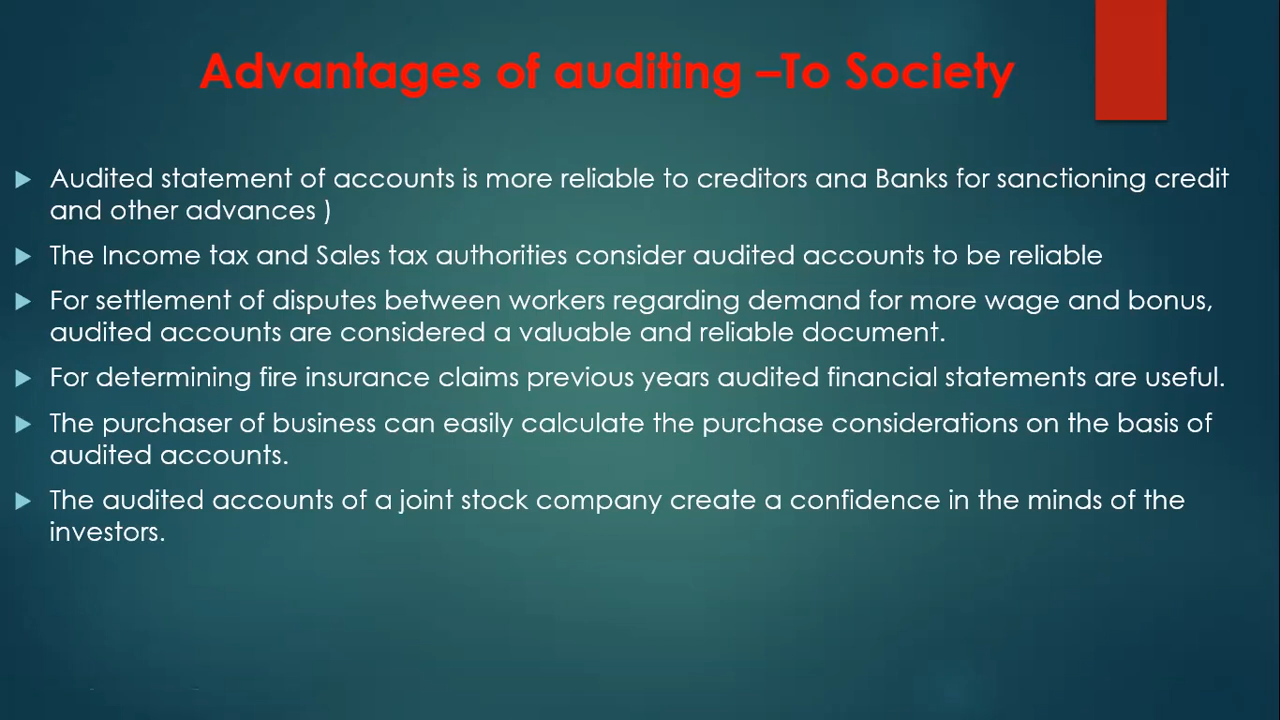 Advantages of auditing –To Society
Audited statement of accounts is more reliable to creditors ana Banks for sanctioning credit
and other advances )
The Income tax and Sales tax authorities consider audited accounts to be reliable
For settlement of disputes between workers regarding demand for more wage and bonus,
audited accounts are considered a valuable and reliable document.
For determining fire insurance claims previous years audited financial statements are useful.
The purchaser of business can easily calculate the purchase considerations on the basis of
audited accounts.
The audited accounts of a joint stock company create a confidence in the minds of the
investors.